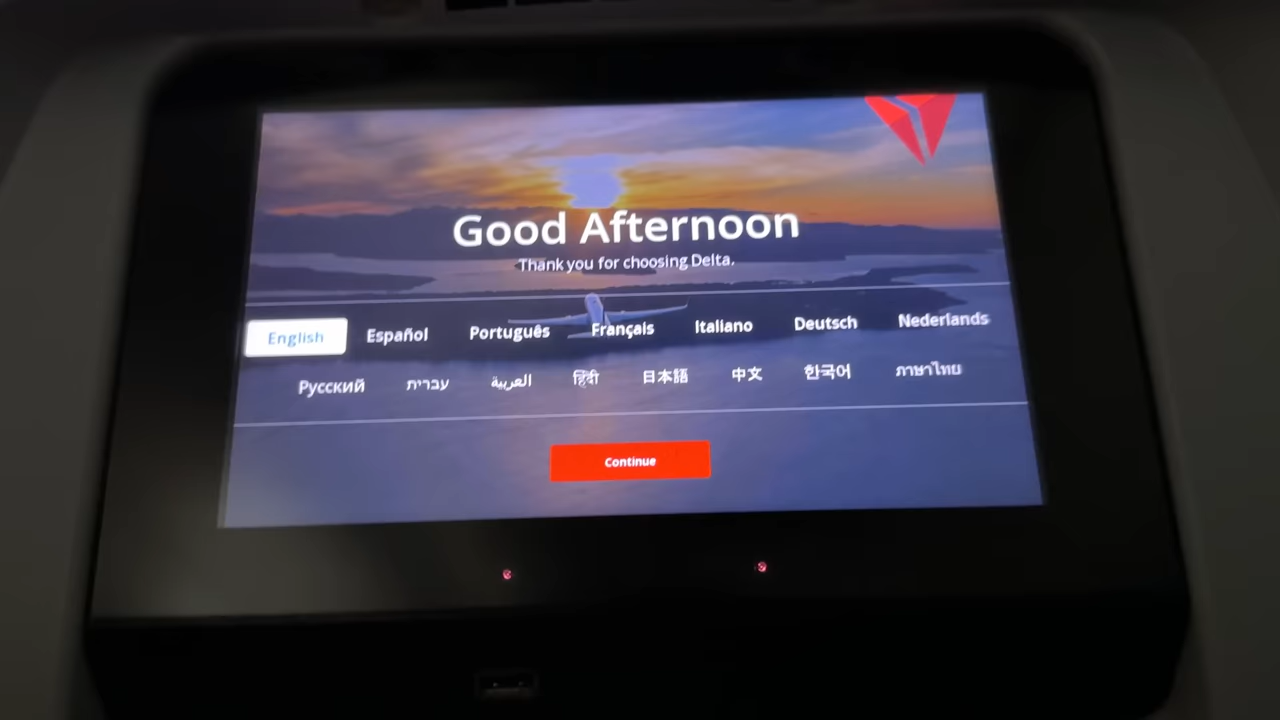 Good Afternoon
Thank you for choosing Delta.
English Español Português Français Italiano Deutsch Nederlands
Русский עברית العربية हिंदी 日本語 中文 한국어 ภาษาไทย
Continue